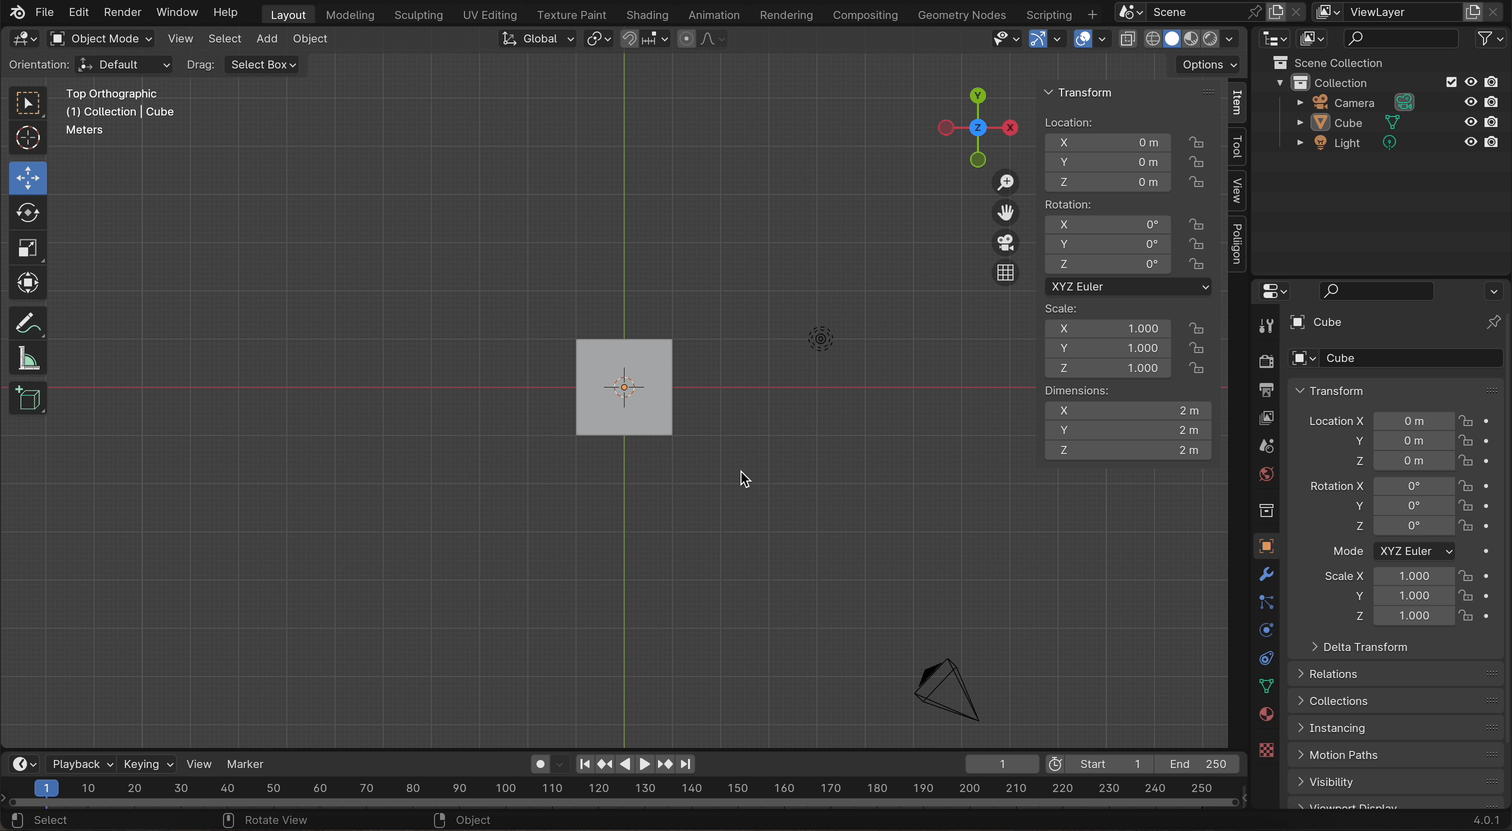 File Edit Render Window Help Layout Modeling Sculpting UV Editing Texture Paint Shading Animation Rendering Compositing Geometry Nodes Scripting + Scene ViewLayer
Object Mode View Select Add Object Global
Orientation: Default Drag: Select Box Options
Top Orthographic
(1) Collection | Cube
Meters
Y
Z
X
Transform
Location:
X 0 m
Y 0 m
Z 0 m
Rotation:
X 0°
Y 0°
Z 0°
XYZ Euler
Scale:
X 1.000
Y 1.000
Z 1.000
Dimensions:
X 2 m
Y 2 m
Z 2 m
Item
Tool
View
Poliigon
Scene Collection
Collection
Camera
Cube
Light
Cube
Cube
Transform
Location X 0 m
Y 0 m
Z 0 m
Rotation X 0°
Y 0°
Z 0°
Mode XYZ Euler
Scale X 1.000
Y 1.000
Z 1.000
Delta Transform
Relations
Collections
Instancing
Motion Paths
Visibility
Viewport Display
Playback Keying View Marker 1 Start 1 End 250
1 10 20 30 40 50 60 70 80 90 100 110 120 130 140 150 160 170 180 190 200 210 220 230 240 250
Select Rotate View Object 4.0.1